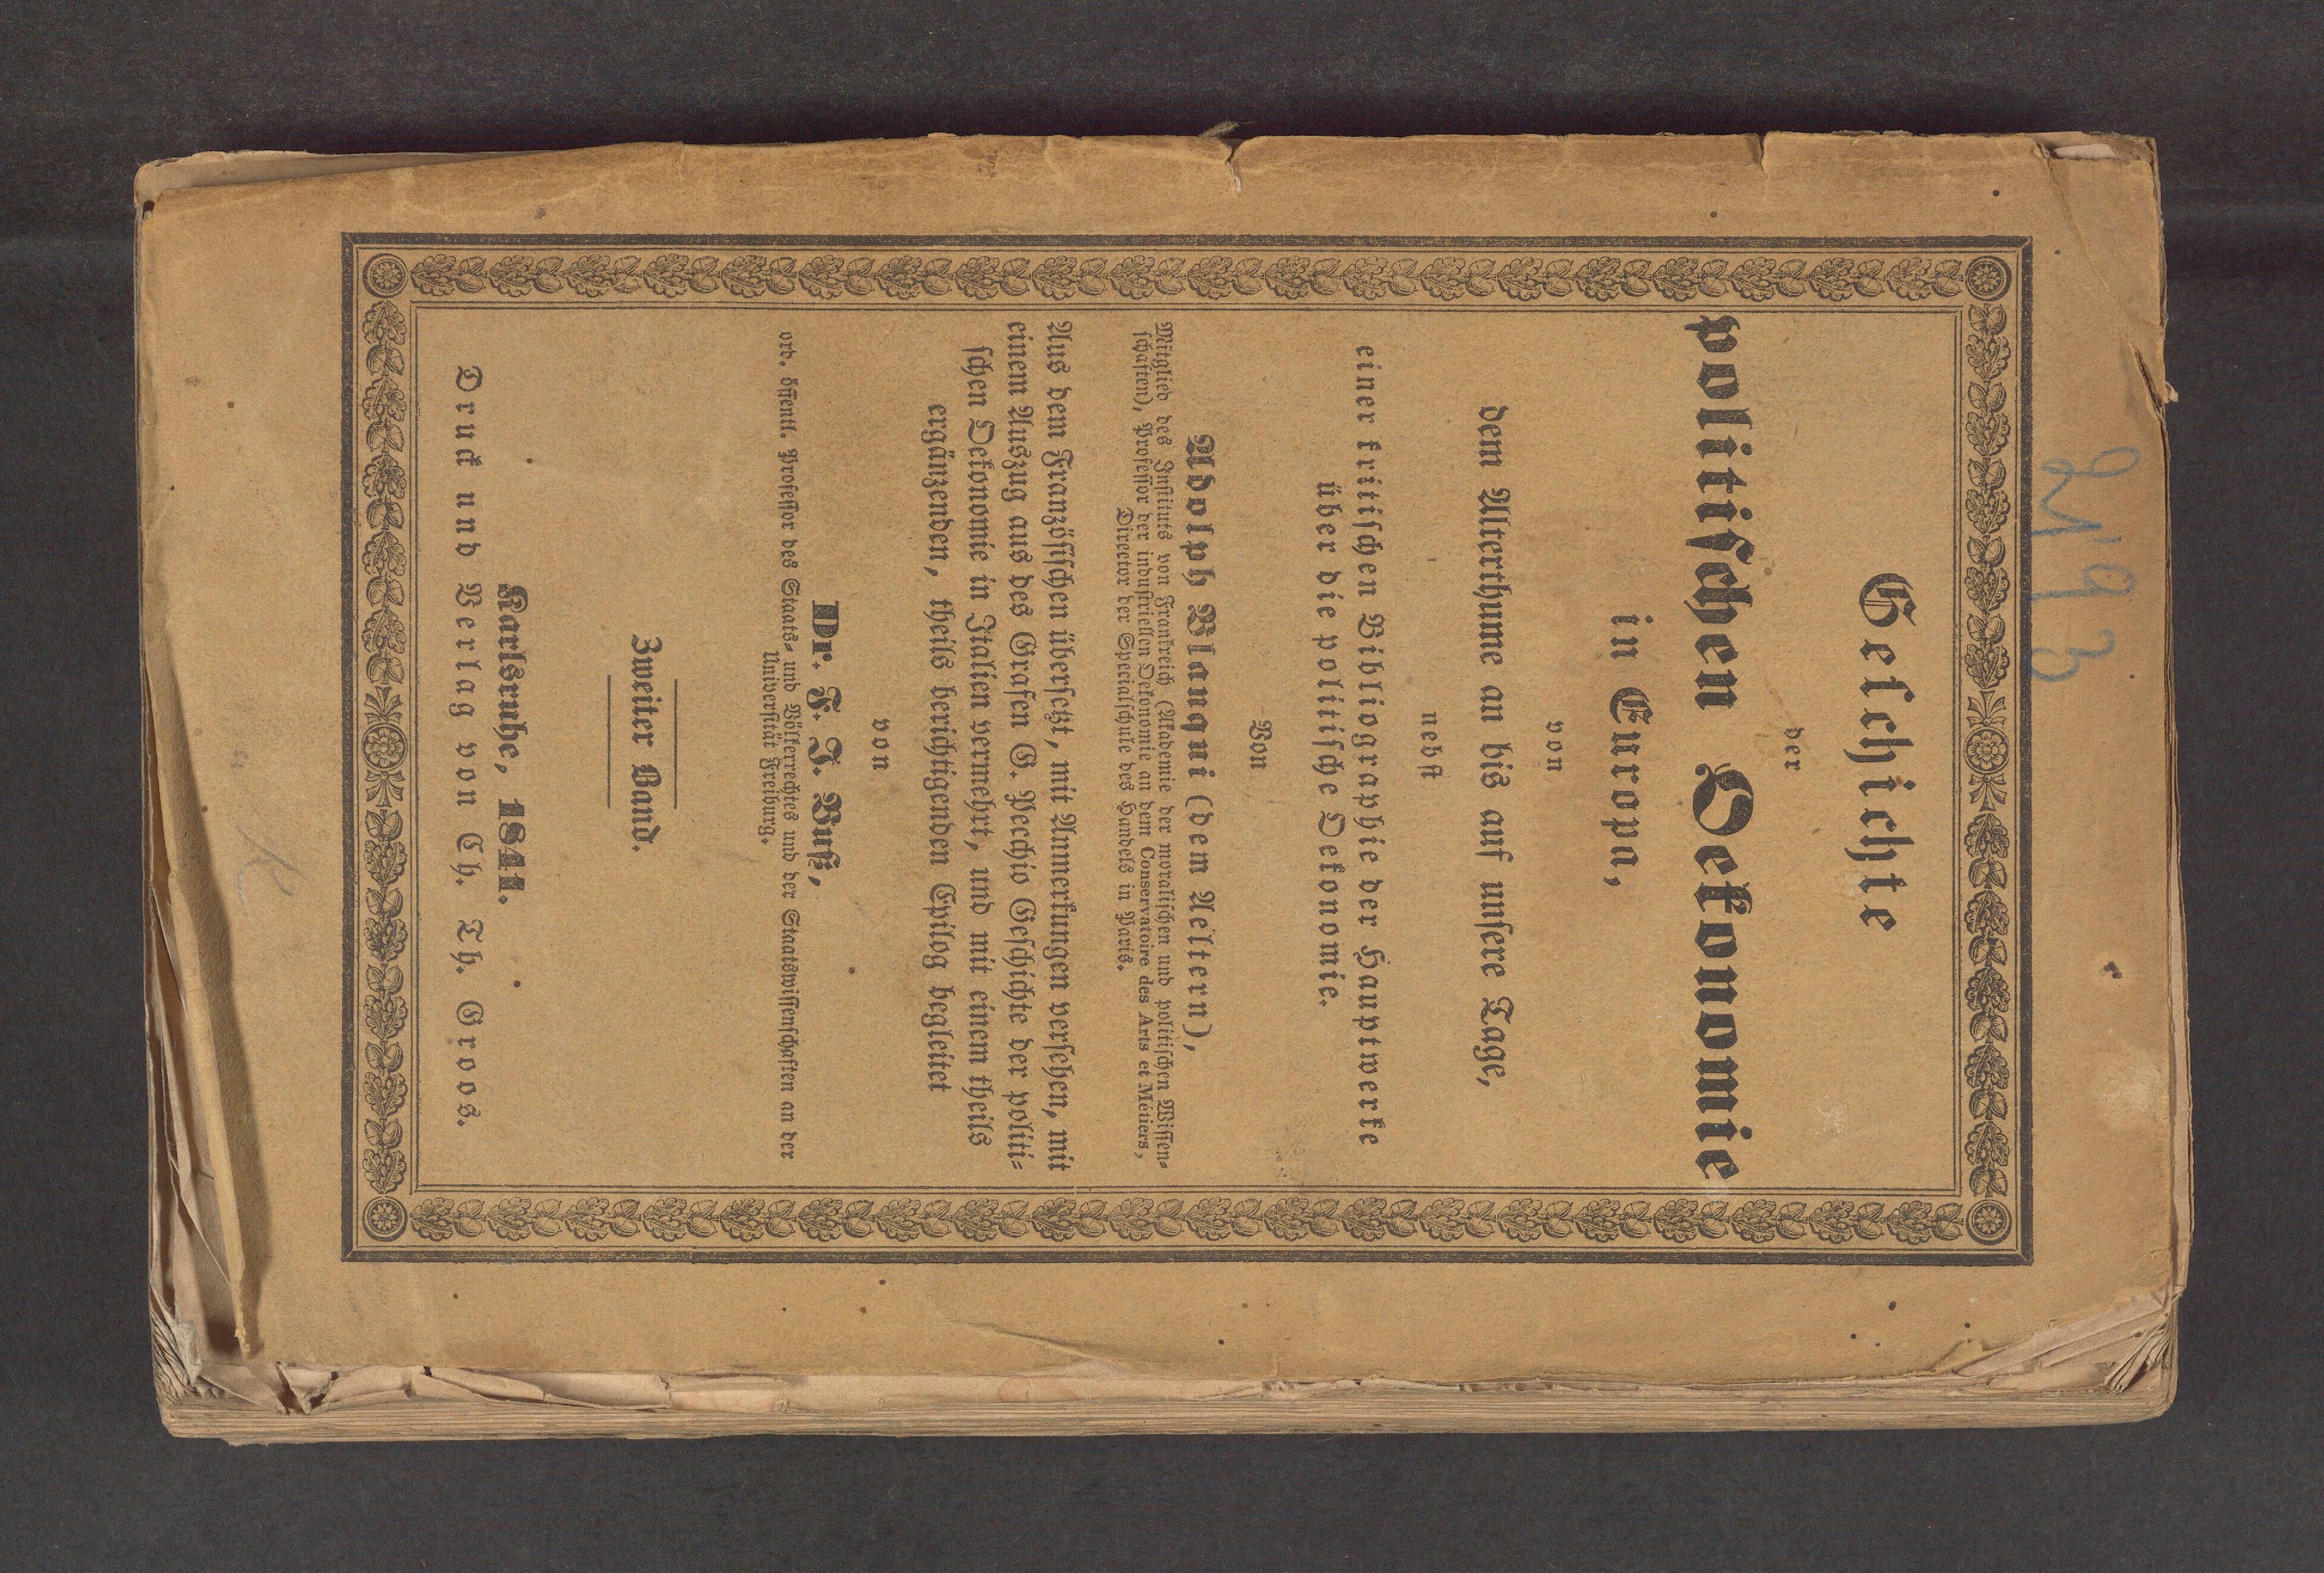 Geschichte
der
politischen Oekonomie
in Europa,
von
dem Alterthume an bis auf unsere Tage,
nebst
einer kritischen Bibliographie der Hauptwerke
über die politische Oekonomie.
Von
Adolph Blanqui (dem Aeltern),
Mitglied des Instituts von Frankreich (Akademie der moralischen und politischen Wissen-
schaften), Professor der industriellen Oekonomie an dem Conservatoire des Arts et Métiers,
Director der Specialschule des Handels in Paris.
Aus dem Französischen übersetzt, mit Anmerkungen versehen, mit
einem Auszug aus des Grafen G. Pecchio Geschichte der politi-
schen Oekonomie in Italien vermehrt, und mit einem theils
ergänzenden, theils berichtigenden Epilog begleitet
von
Dr. F. J. Buß,
ord. öffentl. Professor des Staats- und Völkerrechtes und der Staatswissenschaften an der
Universität Freiburg.
Zweiter Band.
Karlsruhe, 1841.
Druck und Verlag von Ch. Th. Groos.